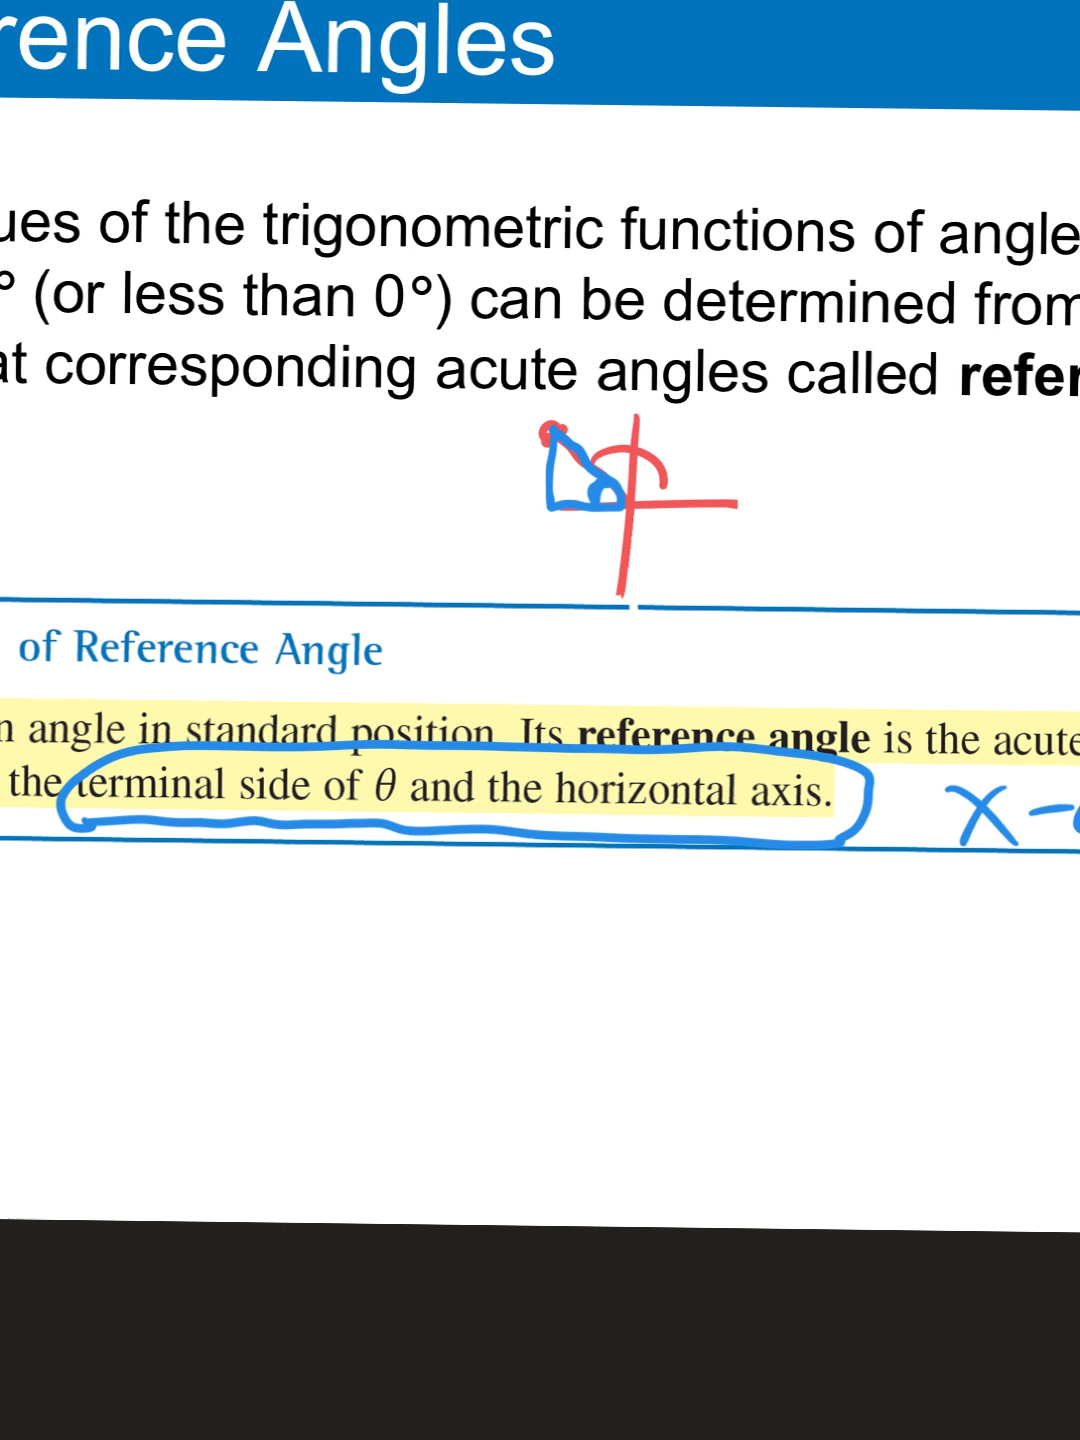 rence Angles
ues of the trigonometric functions of angle
° (or less than 0°) can be determined from
at corresponding acute angles called refer
of Reference Angle
n angle in standard position. Its reference angle is the acute
the terminal side of θ and the horizontal axis.
X-